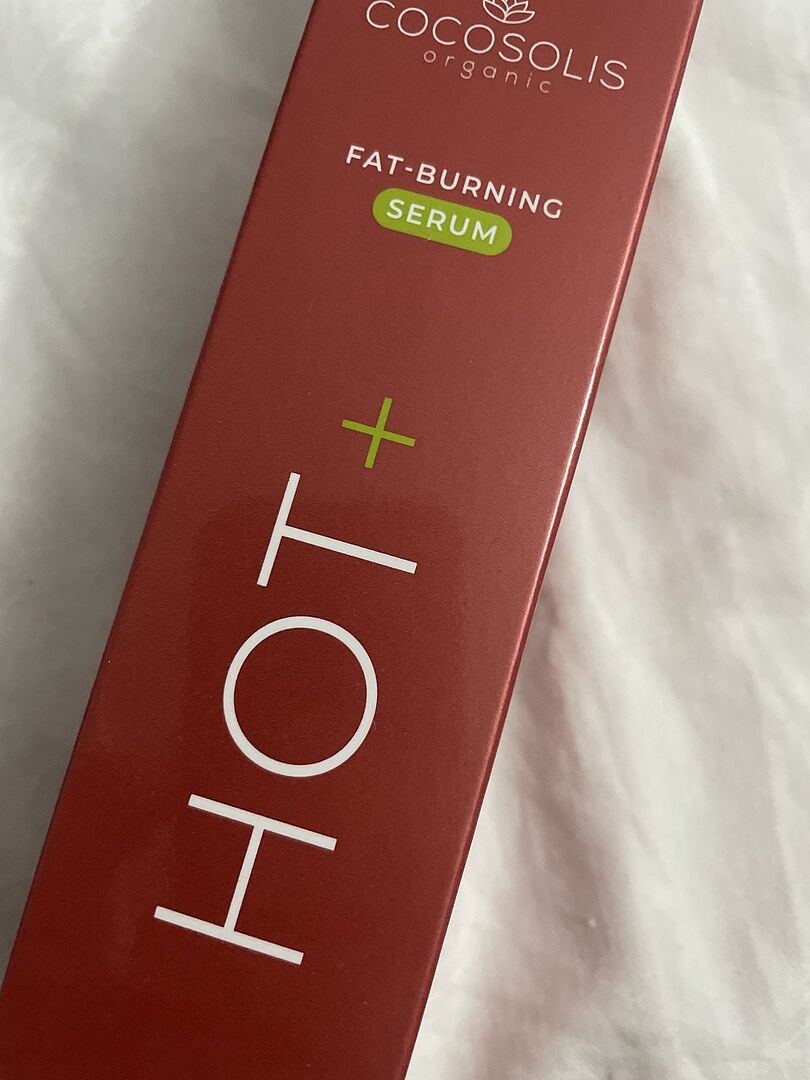 COCOSOLIS
organic
FAT-BURNING
SERUM
HOT+